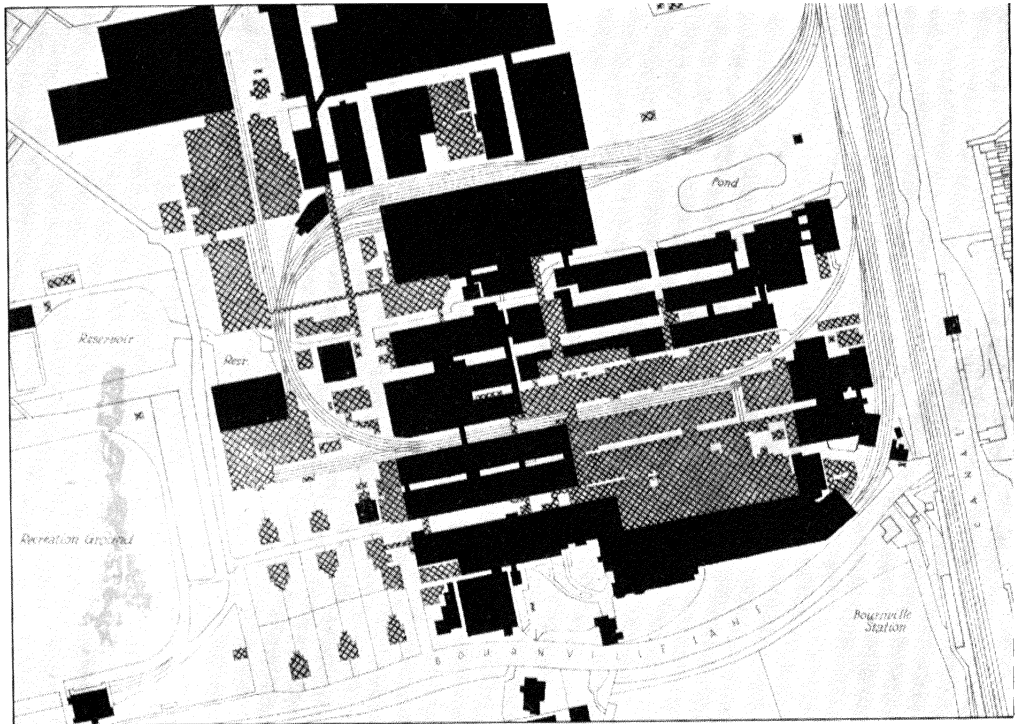 Pond
Reservoir
Resr.
CANAL
Recreation Ground
Bournville
Station
BOURNVILLE LANE